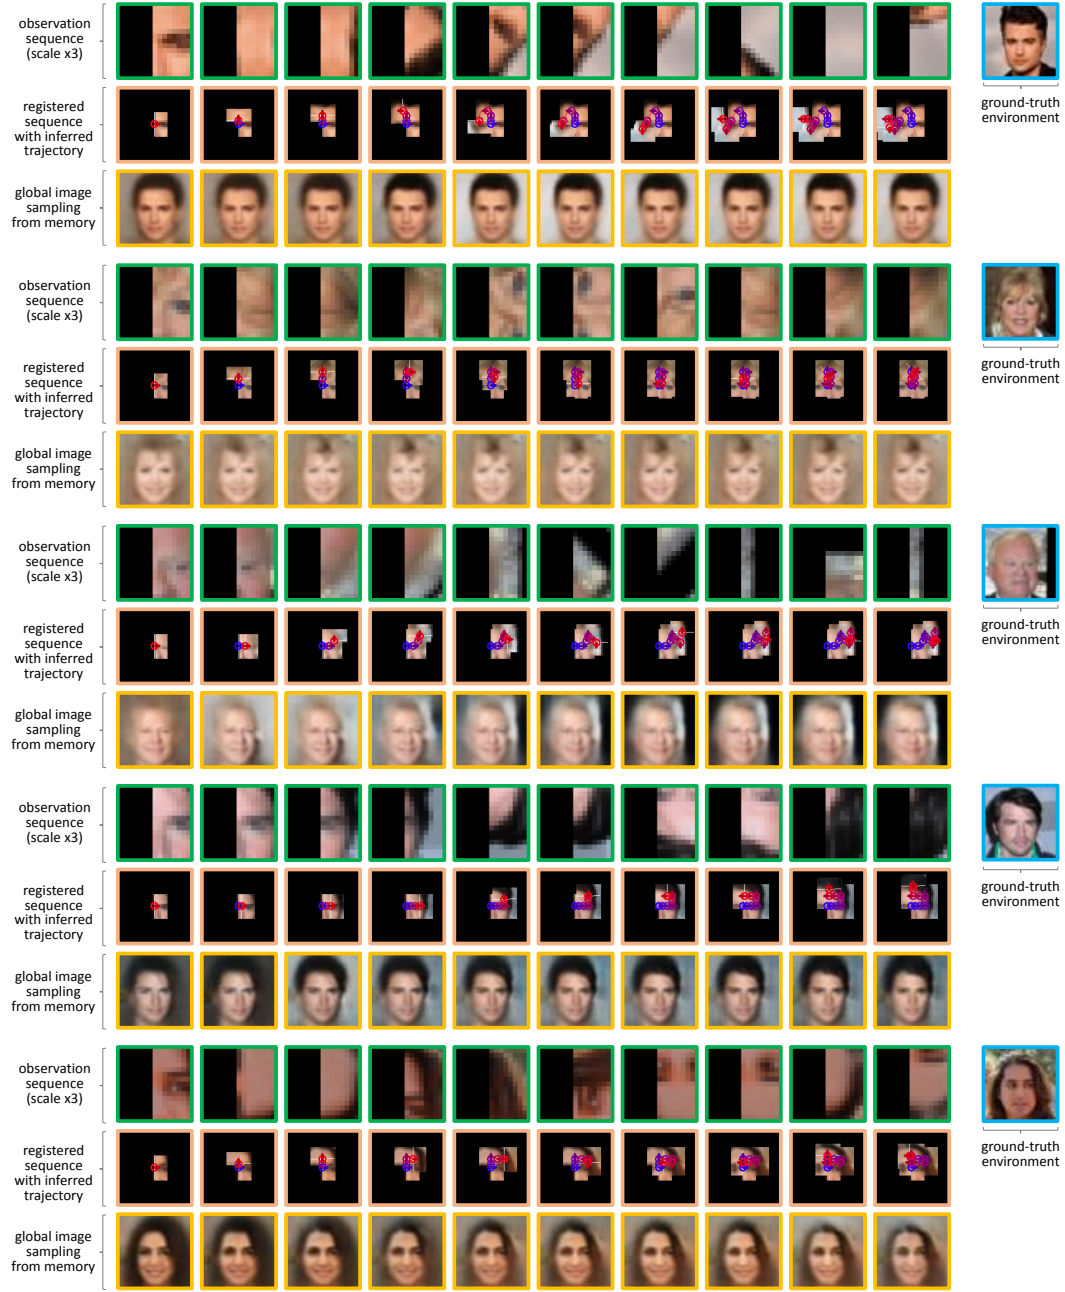 observation
sequence
(scale x3)
registered
sequence
with inferred
trajectory
ground-truth
environment
global image
sampling
from memory
observation
sequence
(scale x3)
registered
sequence
with inferred
trajectory
ground-truth
environment
global image
sampling
from memory
observation
sequence
(scale x3)
registered
sequence
with inferred
trajectory
ground-truth
environment
global image
sampling
from memory
observation
sequence
(scale x3)
registered
sequence
with inferred
trajectory
ground-truth
environment
global image
sampling
from memory
observation
sequence
(scale x3)
registered
sequence
with inferred
trajectory
ground-truth
environment
global image
sampling
from memory